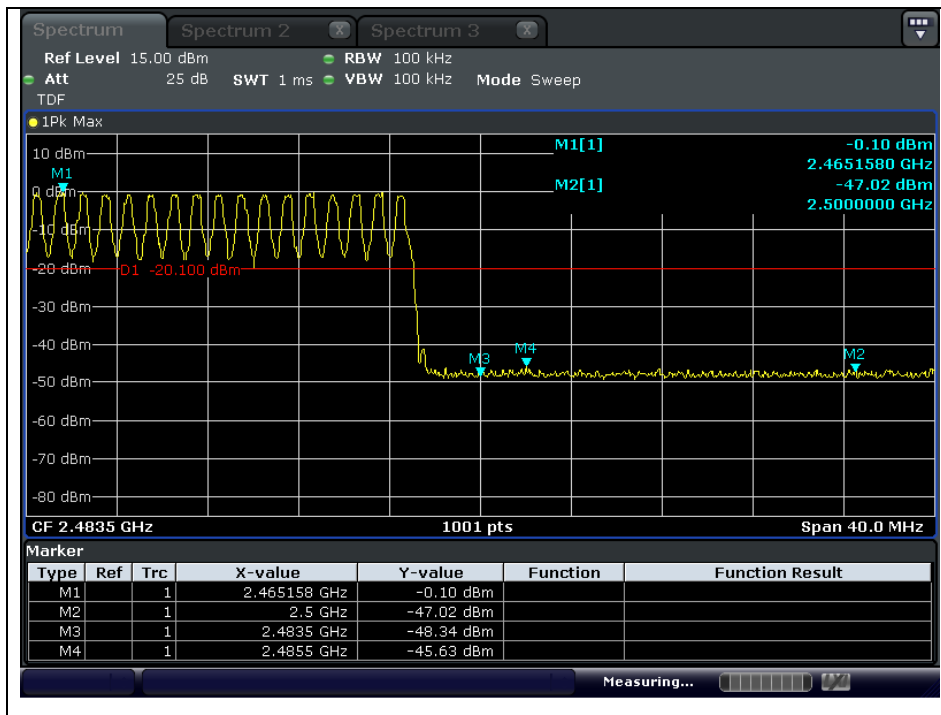 Spectrum Spectrum 2 X Spectrum 3 X
Ref Level 15.00 dBm RBW 100 kHz
Att 25 dB SWT 1 ms VBW 100 kHz Mode Sweep
TDF
1Pk Max
M1[1] -0.10 dBm
2.4651580 GHz
M2[1] -47.02 dBm
2.5000000 GHz
10 dBm
M1
0 dBm
-10 dBm
-20 dBm D1 -20.100 dBm
-30 dBm
-40 dBm
M3 M4 M2
-50 dBm
-60 dBm
-70 dBm
-80 dBm
CF 2.4835 GHz 1001 pts Span 40.0 MHz
Marker
Type Ref Trc X-value Y-value Function Function Result
M1 1 2.465158 GHz -0.10 dBm
M2 1 2.5 GHz -47.02 dBm
M3 1 2.4835 GHz -48.34 dBm
M4 1 2.4855 GHz -45.63 dBm
Measuring...